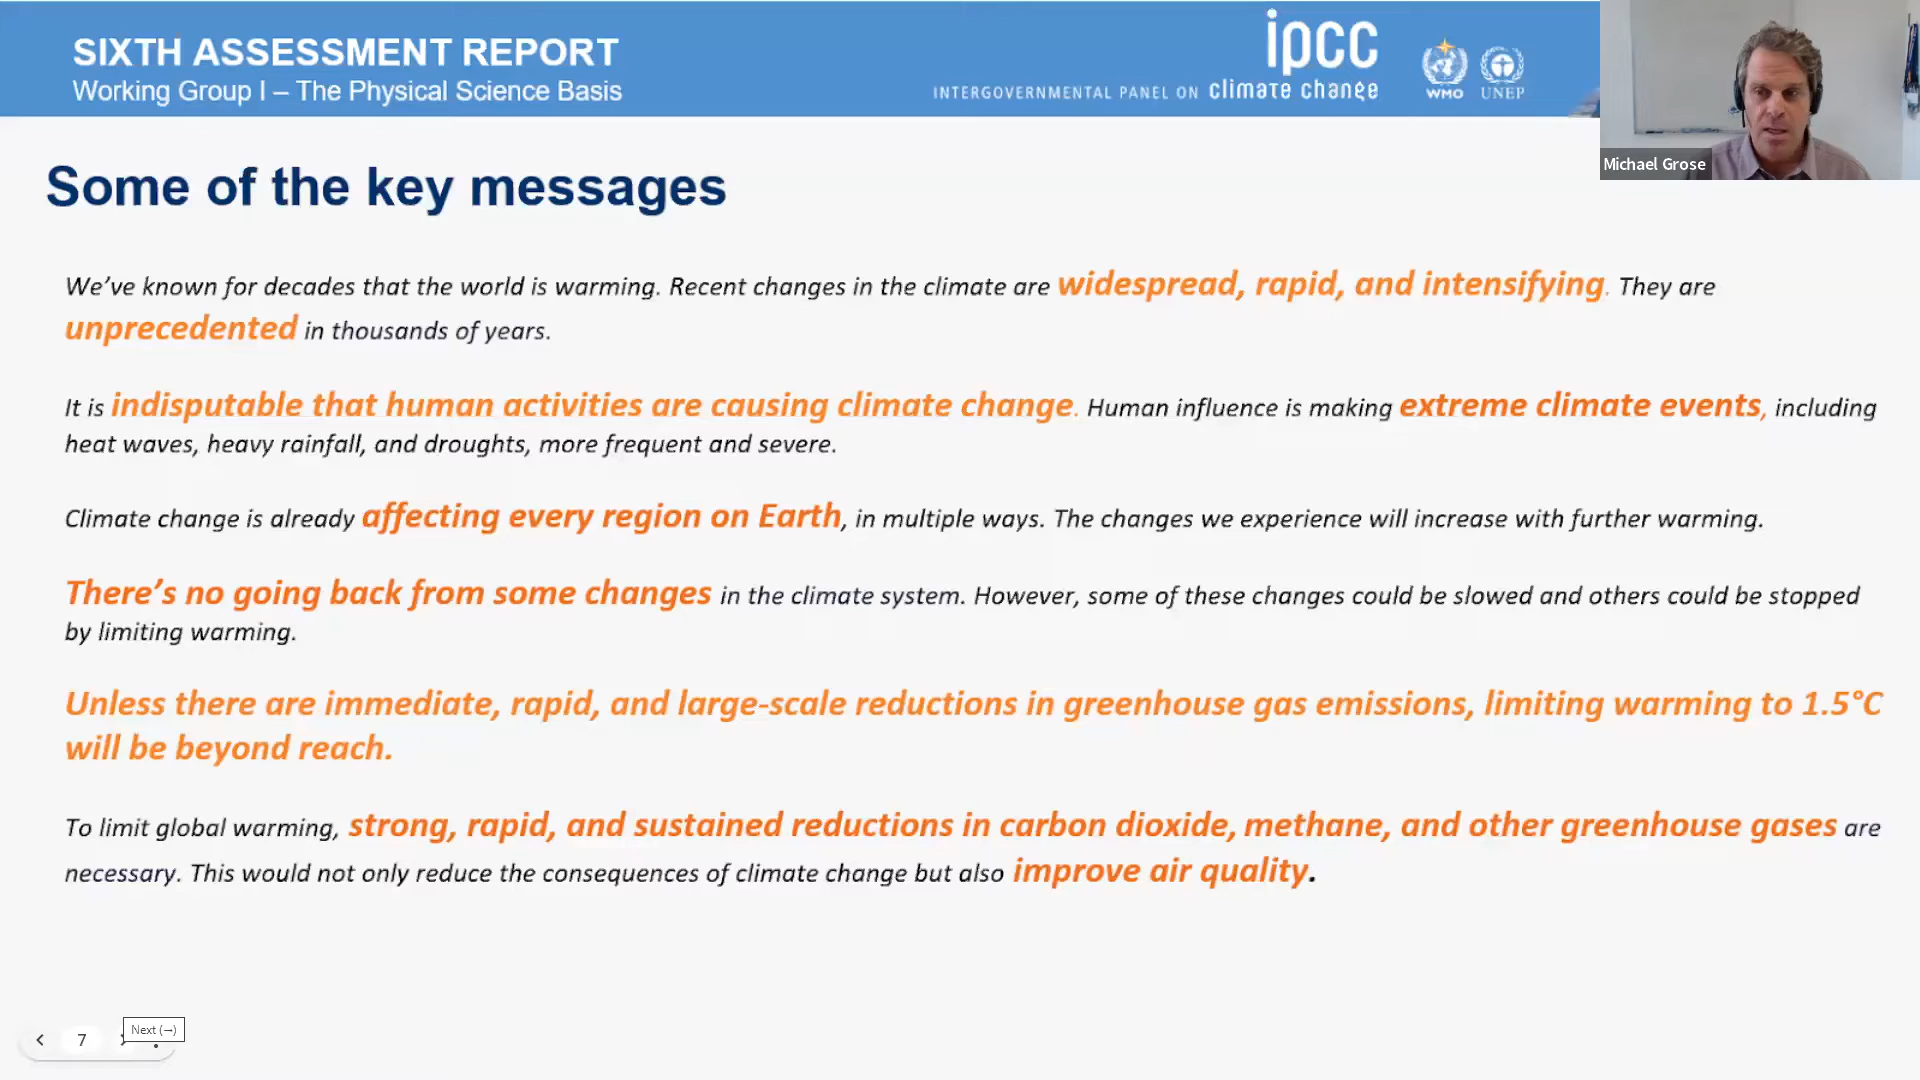 SIXTH ASSESSMENT REPORT
Working Group I – The Physical Science Basis
ipcc
INTERGOVERNMENTAL PANEL ON climate change
WMO
UNEP
Michael Grose
Some of the key messages
We’ve known for decades that the world is warming. Recent changes in the climate are widespread, rapid, and intensifying. They are
unprecedented in thousands of years.
It is indisputable that human activities are causing climate change. Human influence is making extreme climate events, including
heat waves, heavy rainfall, and droughts, more frequent and severe.
Climate change is already affecting every region on Earth, in multiple ways. The changes we experience will increase with further warming.
There’s no going back from some changes in the climate system. However, some of these changes could be slowed and others could be stopped
by limiting warming.
Unless there are immediate, rapid, and large-scale reductions in greenhouse gas emissions, limiting warming to 1.5°C
will be beyond reach.
To limit global warming, strong, rapid, and sustained reductions in carbon dioxide, methane, and other greenhouse gases are
necessary. This would not only reduce the consequences of climate change but also improve air quality.
7
Next (→)